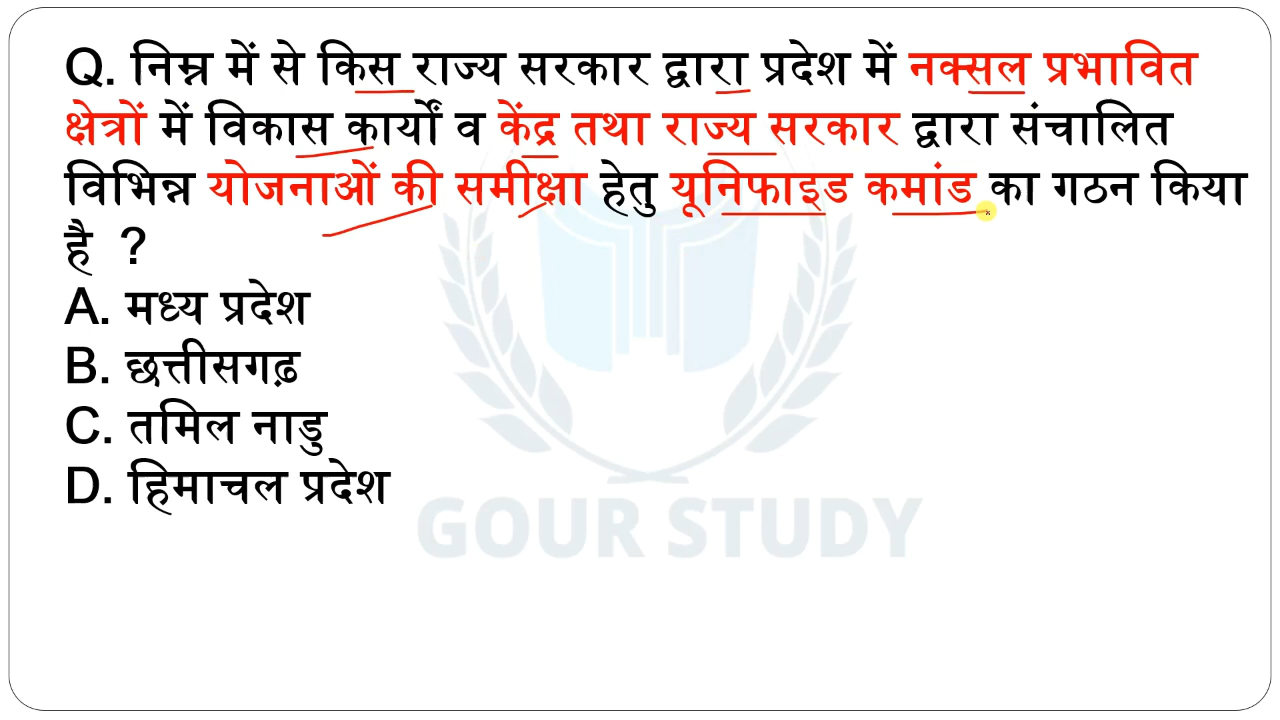 Q. निम्न में से किस राज्य सरकार द्वारा प्रदेश में नक्सल प्रभावित
क्षेत्रों में विकास कार्यों व केंद्र तथा राज्य सरकार द्वारा संचालित
विभिन्न योजनाओं की समीक्षा हेतु यूनिफाइड कमांड का गठन किया
है ?
A. मध्य प्रदेश
B. छत्तीसगढ़
C. तमिल नाडु
D. हिमाचल प्रदेश
GOUR STUDY